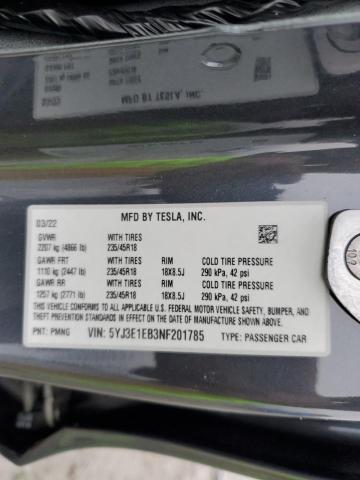 MFD BY TESLA, INC.
03/22
GVWR WITH TIRES
2207 kg (4866 lb) 235/45R18
GAWR FRT WITH TIRES RIM COLD TIRE PRESSURE
1110 kg (2447 lb) 235/45R18 18X8.5J 290 kPa, 42 psi
GAWR RR WITH TIRES RIM COLD TIRE PRESSURE
1257 kg (2771 lb) 235/45R18 18X8.5J 290 kPa, 42 psi
THIS VEHICLE CONFORMS TO ALL APPLICABLE U.S. FEDERAL MOTOR VEHICLE SAFETY, BUMPER, AND
THEFT PREVENTION STANDARDS IN EFFECT ON THE DATE OF MANUFACTURE SHOWN ABOVE.
PNT: PMNG VIN: 5YJ3E1EB3NF201785 TYPE: PASSENGER CAR
10.2